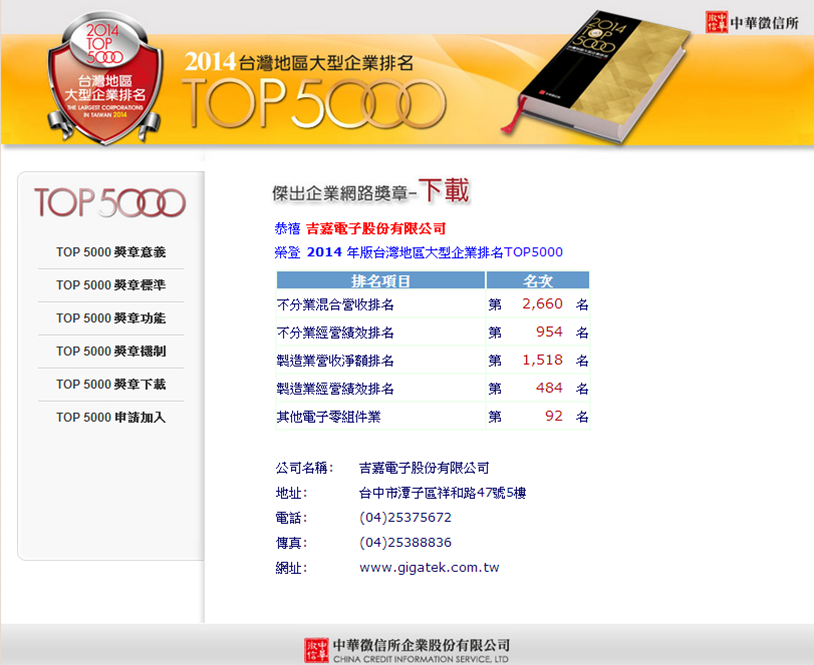 2014
TOP
5000
台灣地區
大型企業排名
THE LARGEST CORPORATIONS
IN TAIWAN 2014
2014台灣地區大型企業排名
TOP5000
2014
TOP
5000
中華徵信所
TOP5000
TOP 5000 獎章意義
TOP 5000 獎章標準
TOP 5000 獎章功能
TOP 5000 獎章機制
TOP 5000 獎章下載
TOP 5000 申請加入
傑出企業網路獎章-下載
恭禧 吉嘉電子股份有限公司
榮登 2014 年版台灣地區大型企業排名TOP5000
排名項目 名次
不分業混合營收排名 第 2,660 名
不分業經營績效排名 第 954 名
製造業營收淨額排名 第 1,518 名
製造業經營績效排名 第 484 名
其他電子零組件業 第 92 名
公司名稱: 吉嘉電子股份有限公司
地址: 台中市潭子區祥和路47號5樓
電話: (04)25375672
傳真: (04)25388836
網址: www.gigatek.com.tw
中華徵信所企業股份有限公司
CHINA CREDIT INFORMATION SERVICE, LTD